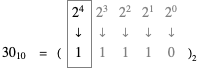 2⁴ 2³ 2² 2¹ 2⁰
↓ ↓ ↓ ↓ ↓
30₁₀ = ( 1 1 1 1 0 )₂